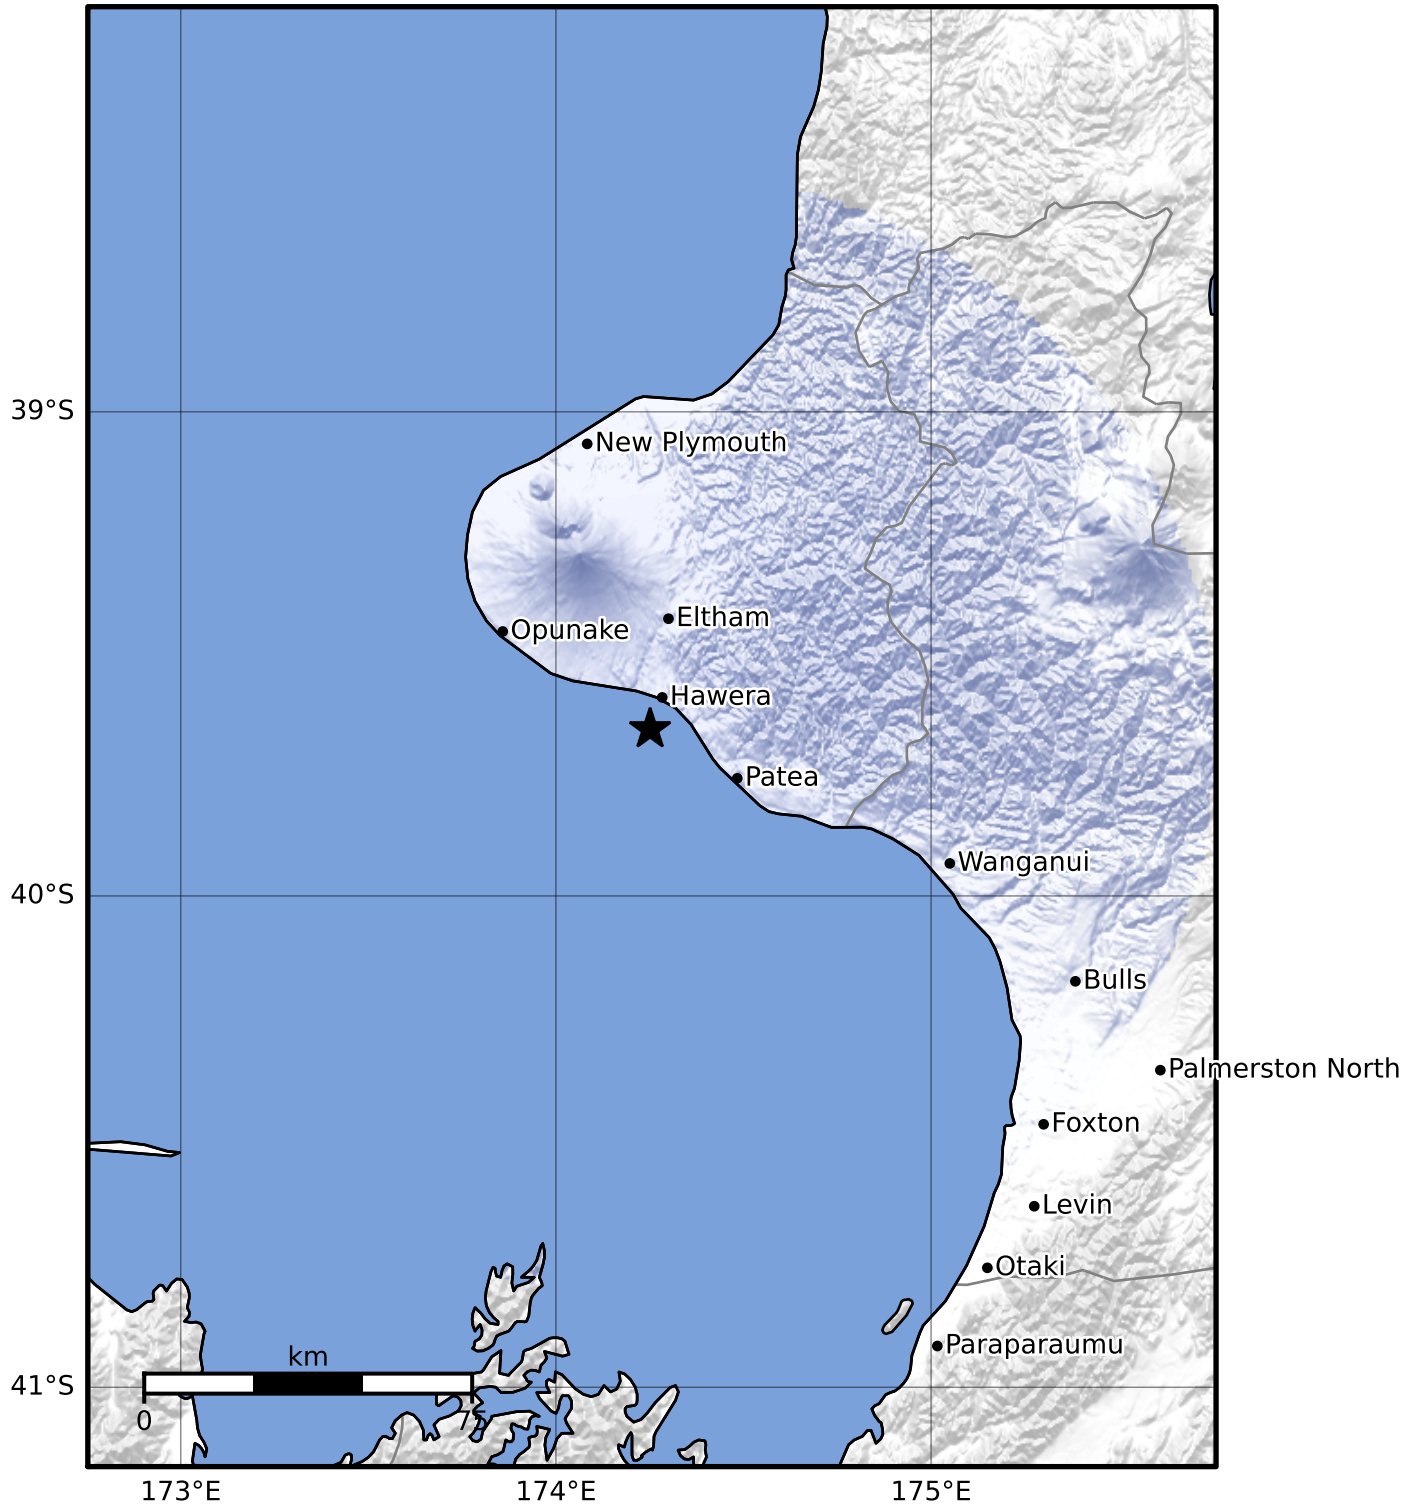 39°S
New Plymouth
Eltham
Opunake
Hawera
Patea
Wanganui
40°S
Bulls
Palmerston North
Foxton
Levin
Otaki
Paraparaumu
km
41°S
0 75
173°E 174°E 175°E